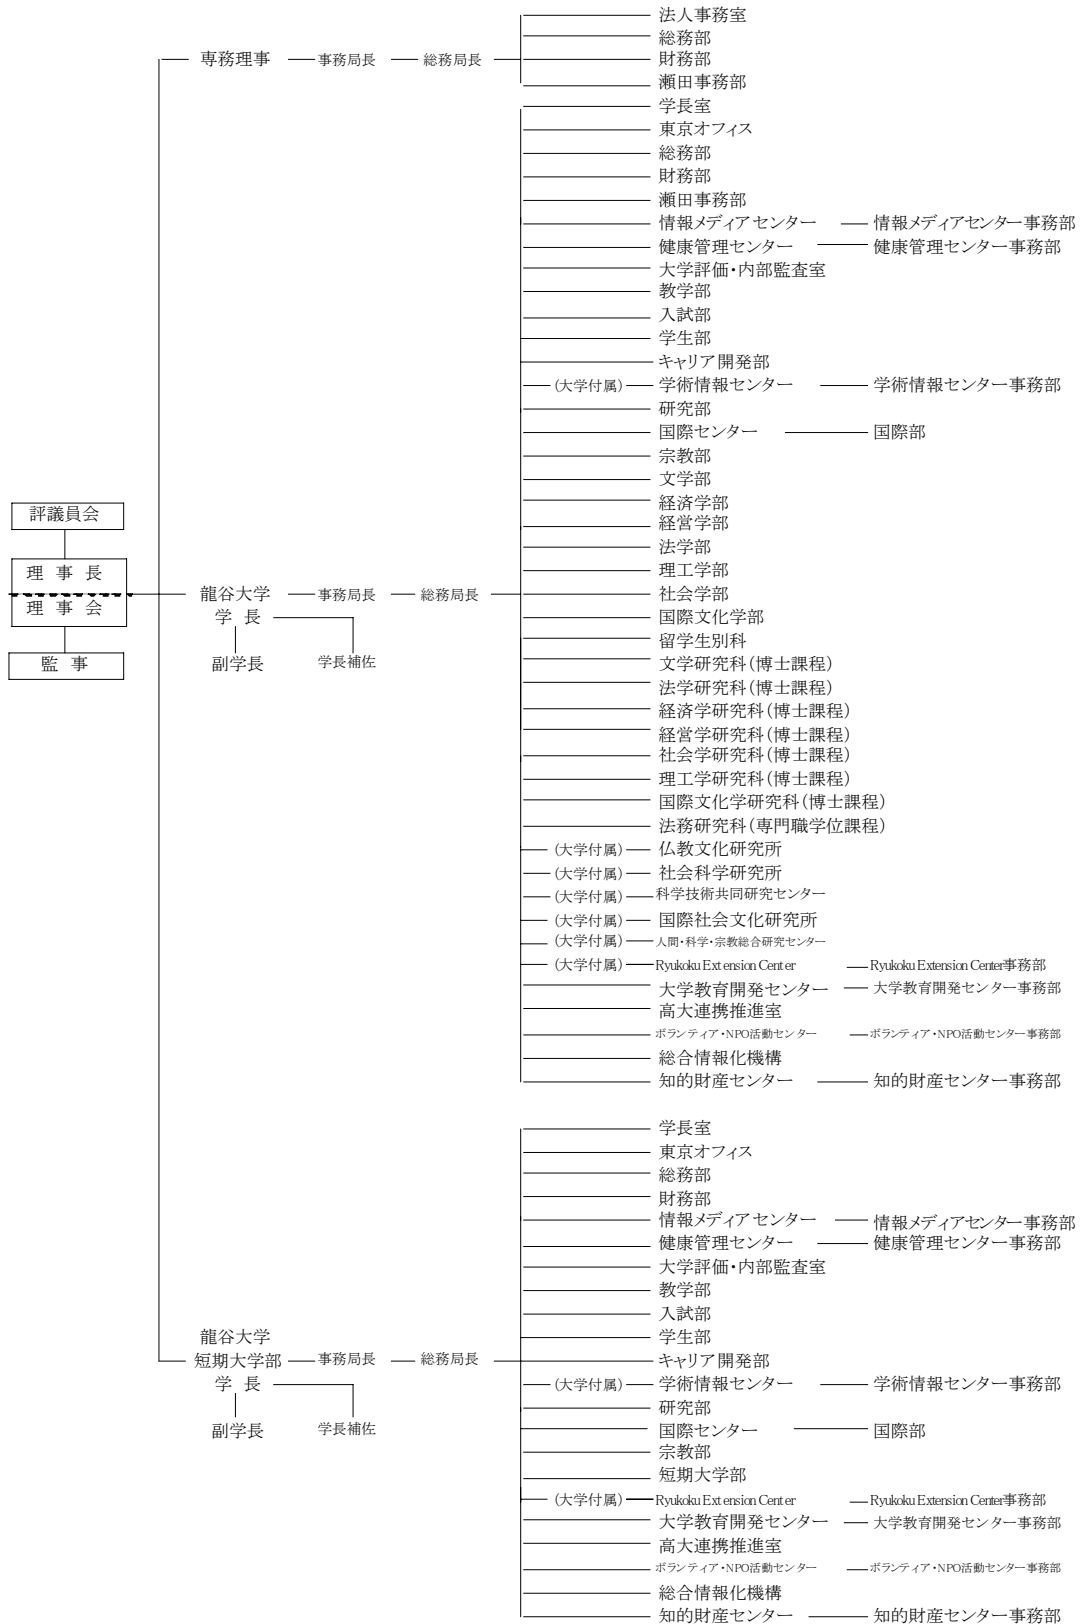 法人事務室
総務部
専務理事 事務局長 総務局長 財務部
瀬田事務部
学長室
東京オフィス
総務部
財務部
瀬田事務部
情報メディアセンター 情報メディアセンター事務部
健康管理センター 健康管理センター事務部
大学評価・内部監査室
教学部
入試部
学生部
キャリア開発部
(大学付属) 学術情報センター 学術情報センター事務部
研究部
国際センター 国際部
宗教部
文学部
経済学部
評議員会
経営学部
法学部
理事長 理工学部
龍谷大学 事務局長 総務局長 社会学部
理事会
学長 国際文化学部
留学生別科
監事 副学長 学長補佐 文学研究科(博士課程)
法学研究科(博士課程)
経済学研究科(博士課程)
経営学研究科(博士課程)
社会学研究科(博士課程)
理工学研究科(博士課程)
国際文化学研究科(博士課程)
法務研究科(専門職学位課程)
(大学付属) 仏教文化研究所
(大学付属) 社会科学研究所
(大学付属) 科学技術共同研究センター
(大学付属) 国際社会文化研究所
(大学付属) 人間・科学・宗教総合研究センター
(大学付属) Ryukoku Extension Center Ryukoku Extension Center事務部
大学教育開発センター 大学教育開発センター事務部
高大連携推進室
ボランティア・NPO活動センター ボランティア・NPO活動センター事務部
総合情報化機構
知的財産センター 知的財産センター事務部
学長室
東京オフィス
総務部
財務部
情報メディアセンター 情報メディアセンター事務部
健康管理センター 健康管理センター事務部
大学評価・内部監査室
教学部
入試部
龍谷大学 学生部
短期大学部 事務局長 総務局長 キャリア開発部
学長 (大学付属) 学術情報センター 学術情報センター事務部
研究部
副学長 学長補佐 国際センター 国際部
宗教部
短期大学部
(大学付属) Ryukoku Extension Center Ryukoku Extension Center事務部
大学教育開発センター 大学教育開発センター事務部
高大連携推進室
ボランティア・NPO活動センター ボランティア・NPO活動センター事務部
総合情報化機構
知的財産センター 知的財産センター事務部